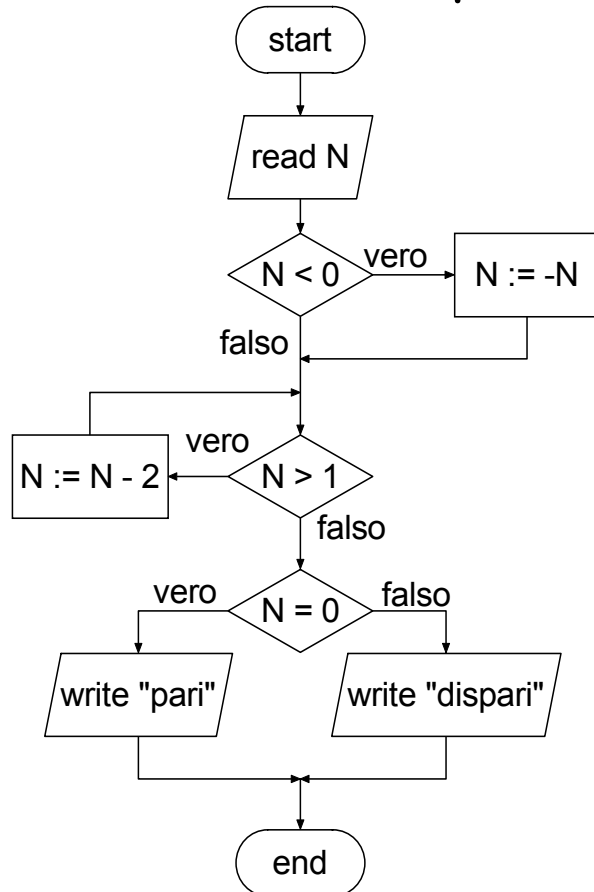 start
read N
N < 0
vero
N := -N
falso
vero
N := N - 2
N > 1
falso
vero
N = 0
falso
write "pari"
write "dispari"
end